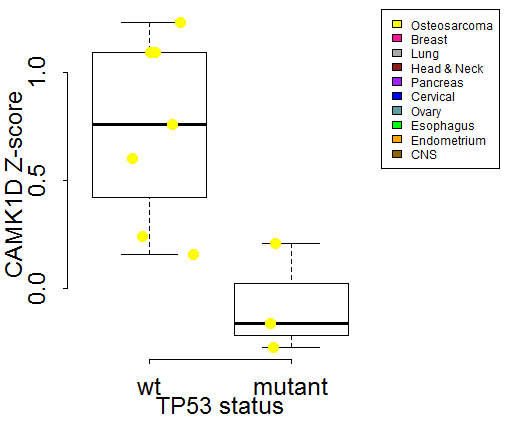 CAMK1D Z-score
1.0
0.5
0.0
wt mutant
TP53 status
Osteosarcoma
Breast
Lung
Head & Neck
Pancreas
Cervical
Ovary
Esophagus
Endometrium
CNS